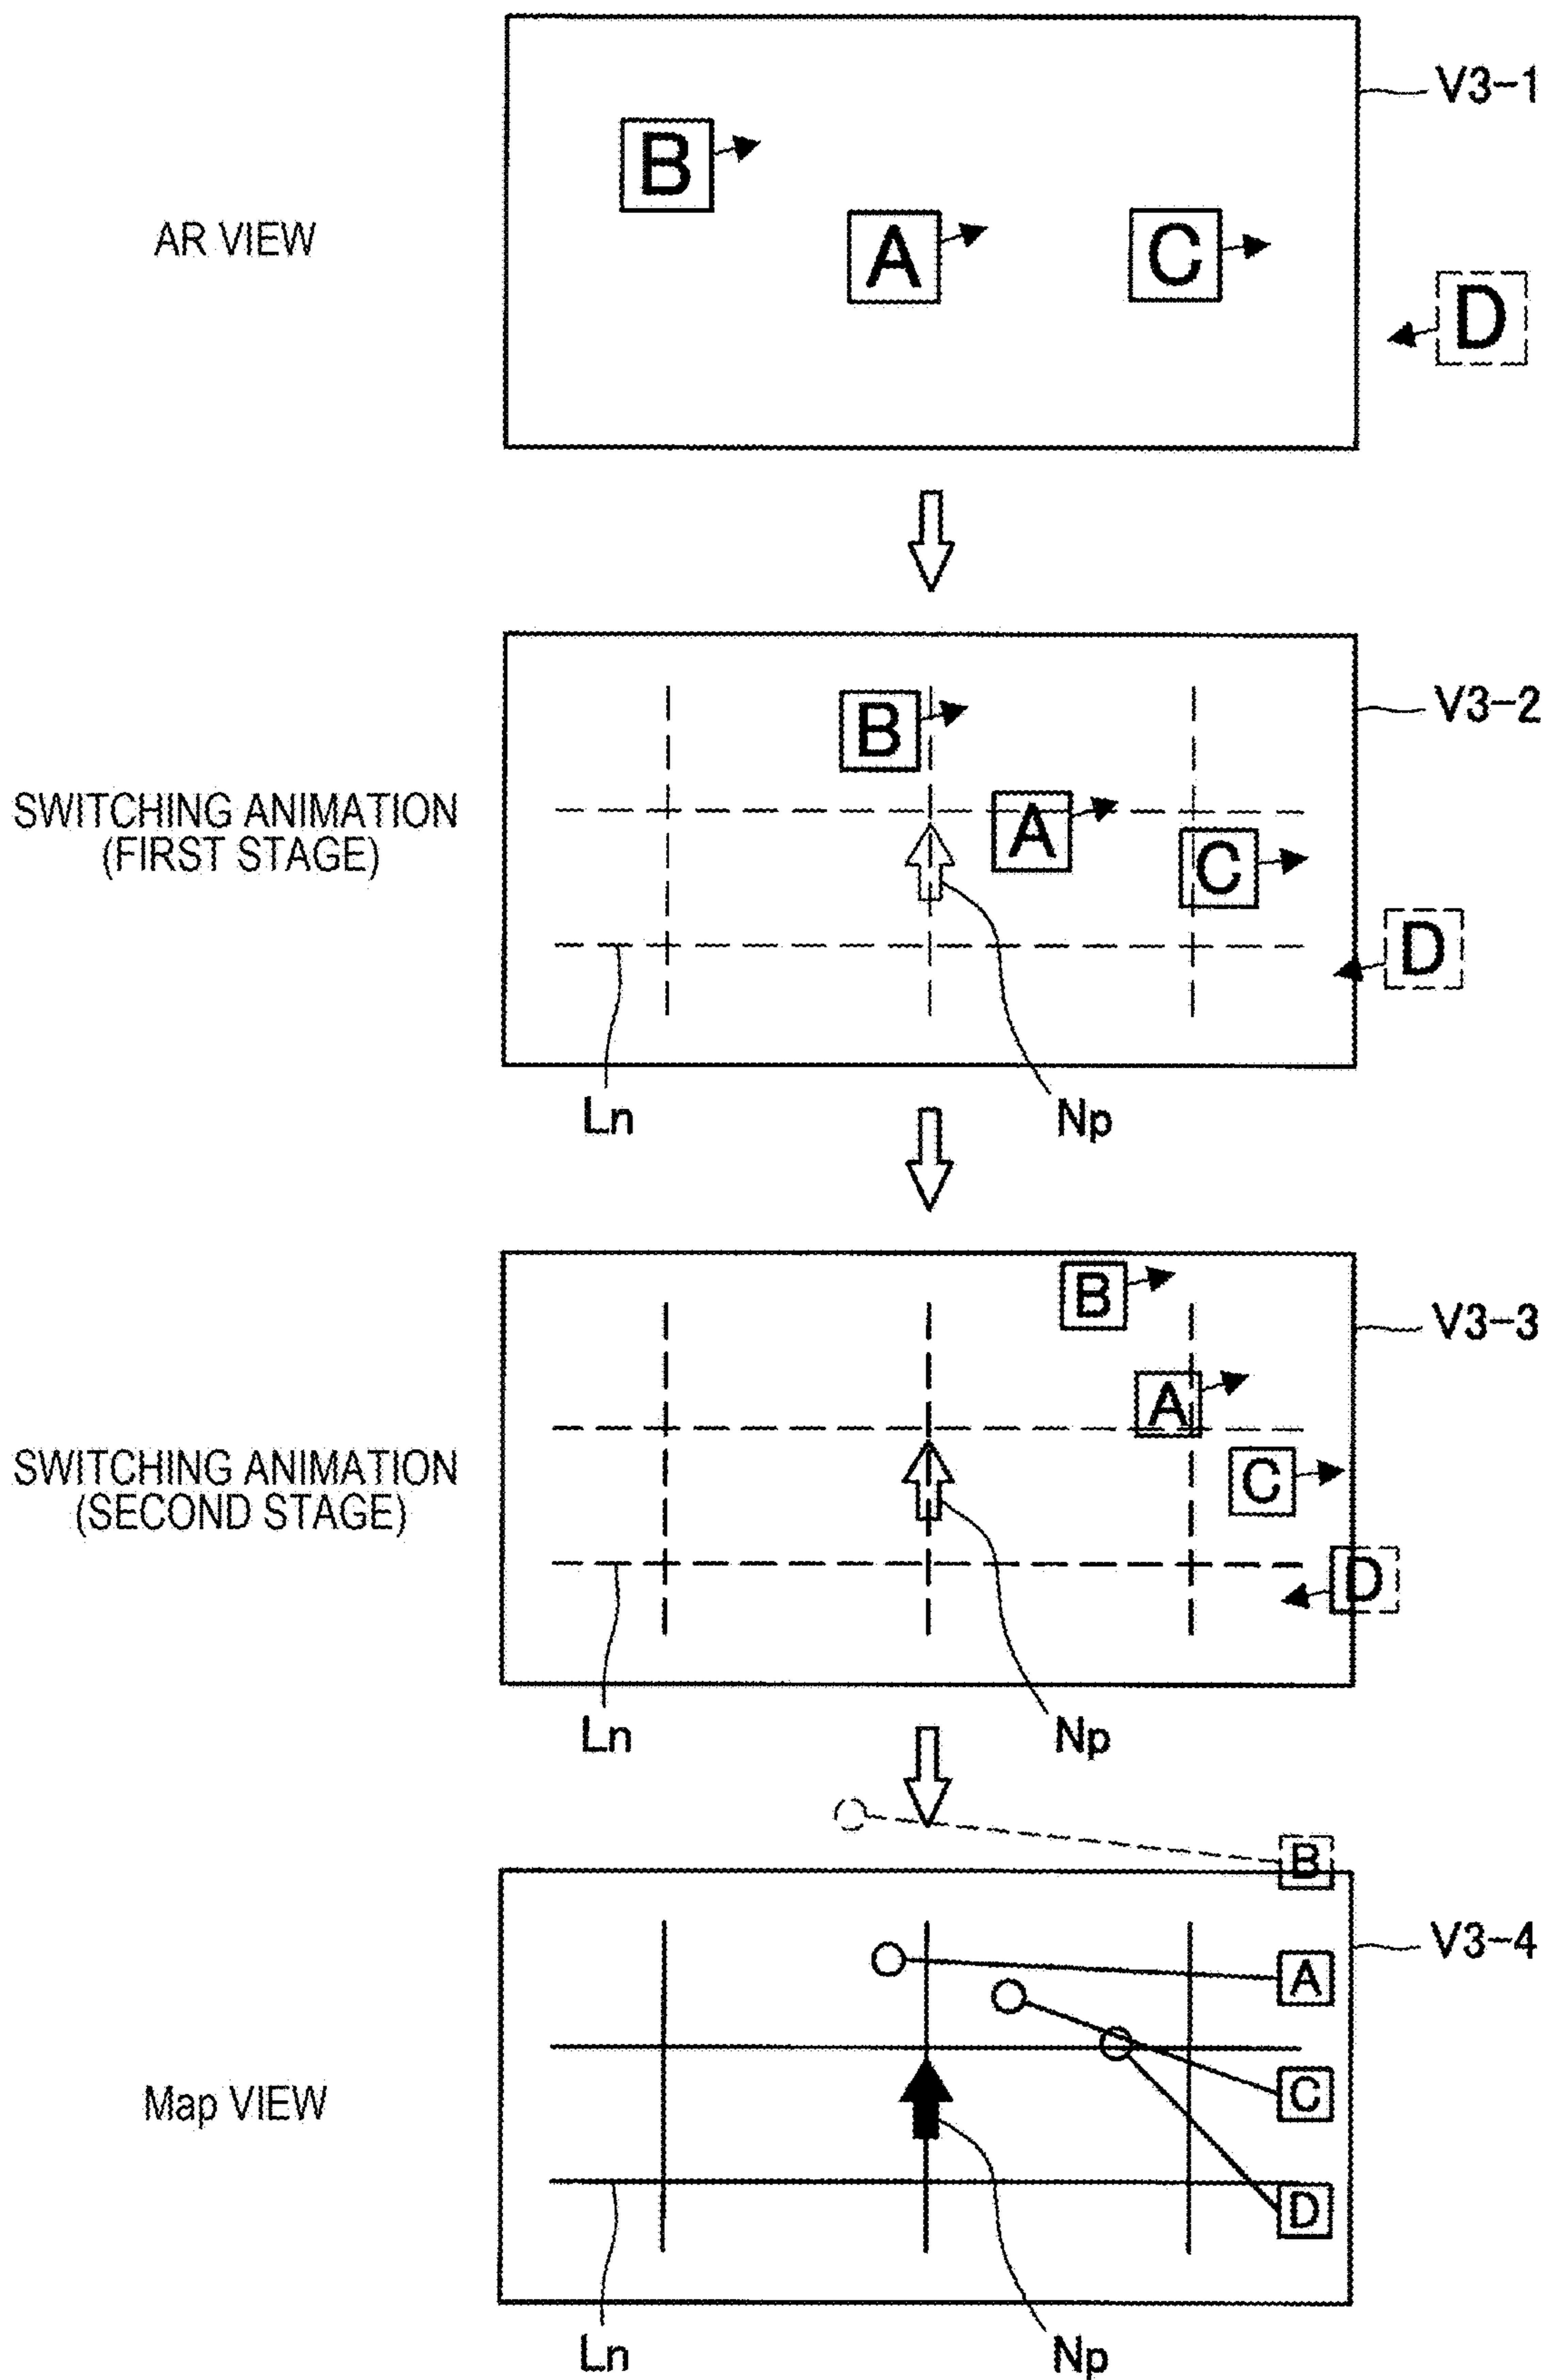 V3-1
B
A
C
AR VIEW
D
V3-2
B
SWITCHING ANIMATION
(FIRST STAGE)
A
C
D
Ln
Np
B
V3-3
A
SWITCHING ANIMATION
(SECOND STAGE)
C
D
Ln
Np
B
V3-4
A
Map VIEW
C
D
Ln
Np